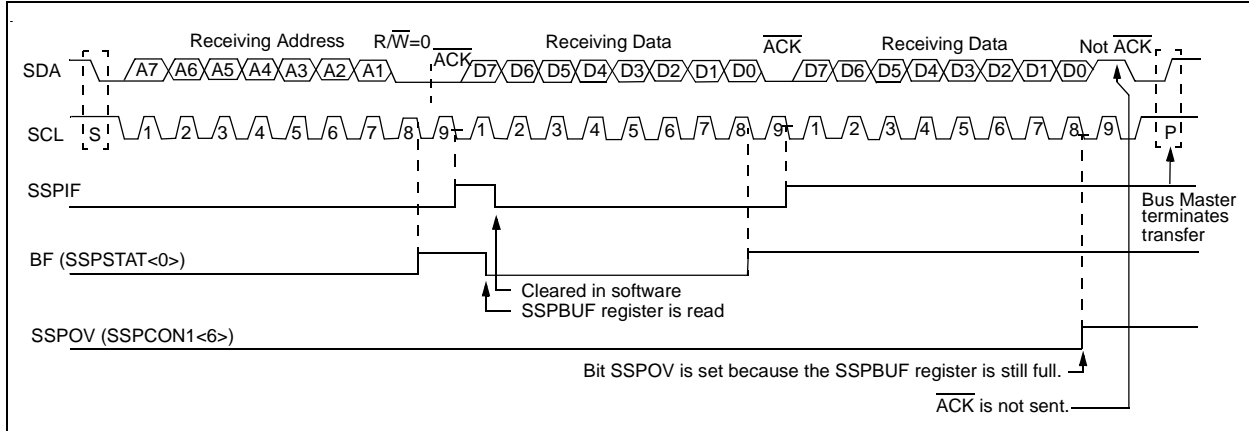 Receiving Address R/W=0 ACK Receiving Data ACK Receiving Data Not ACK
SDA A7 A6 A5 A4 A3 A2 A1 D7 D6 D5 D4 D3 D2 D1 D0 D7 D6 D5 D4 D3 D2 D1 D0
SCL S 1 2 3 4 5 6 7 8 9 1 2 3 4 5 6 7 8 9 1 2 3 4 5 6 7 8 9 P
SSPIF
Bus Master
terminates
transfer
BF (SSPSTAT<0>)
Cleared in software
SSPBUF register is read
SSPOV (SSPCON1<6>)
Bit SSPOV is set because the SSPBUF register is still full.
ACK is not sent.